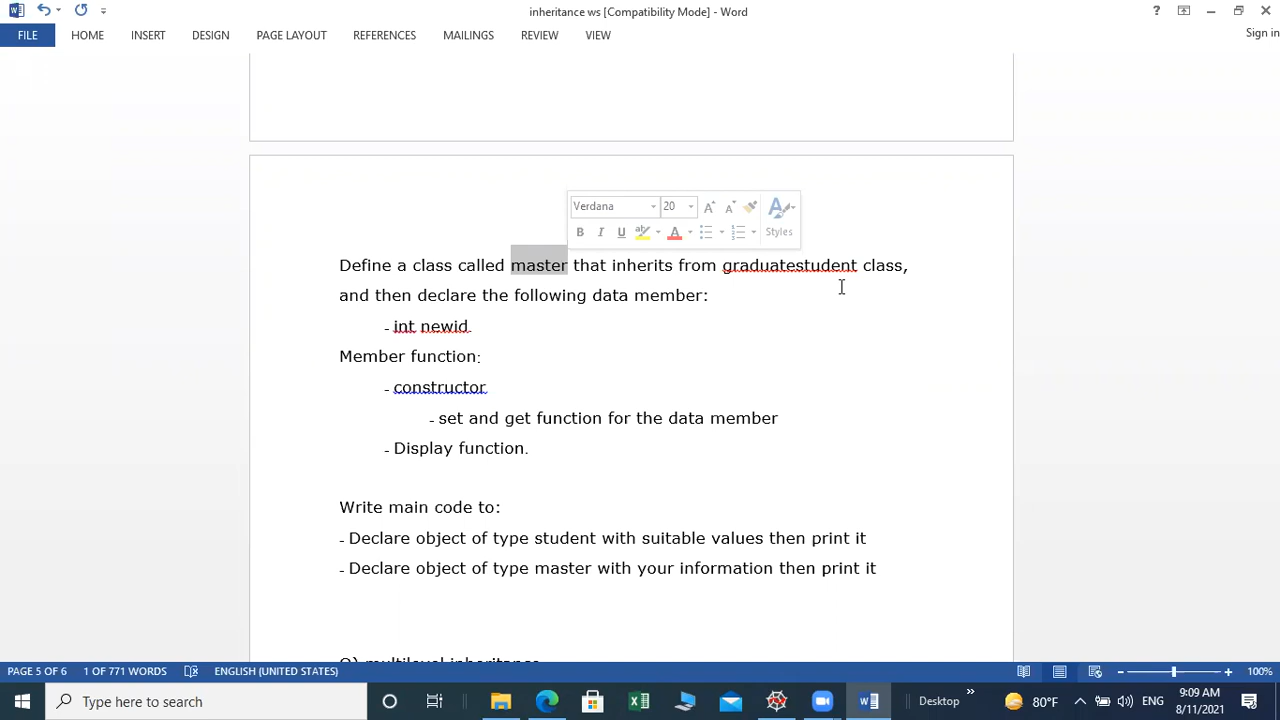 inheritance ws [Compatibility Mode] - Word
FILE HOME INSERT DESIGN PAGE LAYOUT REFERENCES MAILINGS REVIEW VIEW Sign in
Verdana 20
Styles
Define a class called master that inherits from graduatestudent class,
and then declare the following data member:
- int newid
Member function:
- constructor
- set and get function for the data member
- Display function.
Write main code to:
- Declare object of type student with suitable values then print it
- Declare object of type master with your information then print it
Q) multilevel inheritance
PAGE 5 OF 6 1 OF 771 WORDS ENGLISH (UNITED STATES) 100%
Type here to search Desktop 80°F ENG 9:09 AM
8/11/2021